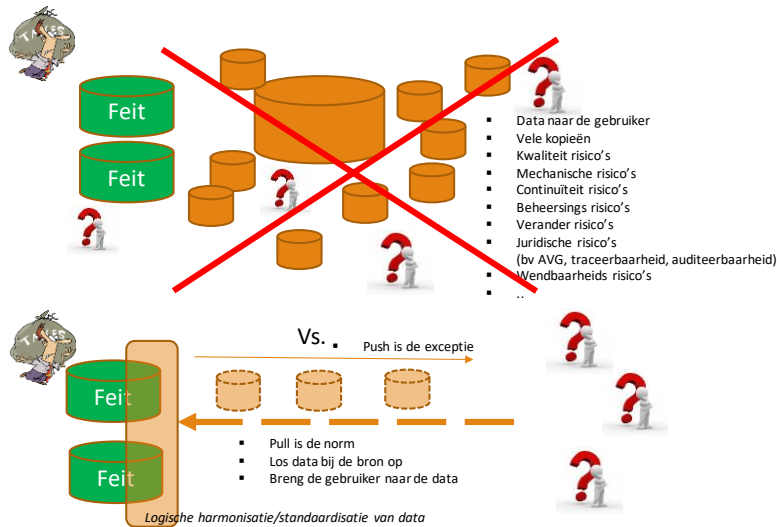 TAXES
Feit
Feit
▪ Data naar de gebruiker
▪ Vele kopieën
▪ Kwaliteit risico's
▪ Mechanische risico's
▪ Continuïteit risico's
▪ Beheersings risico's
▪ Verander risico's
▪ Juridische risico's
(bv AVG, traceerbaarheid, auditeerbaarheid)
▪ Wendbaarheids risico's
▪ ..
Vs.
▪ Push is de exceptie
Feit
Feit
▪ Pull is de norm
▪ Los data bij de bron op
▪ Breng de gebruiker naar de data
Logische harmonisatie/standaardisatie van data